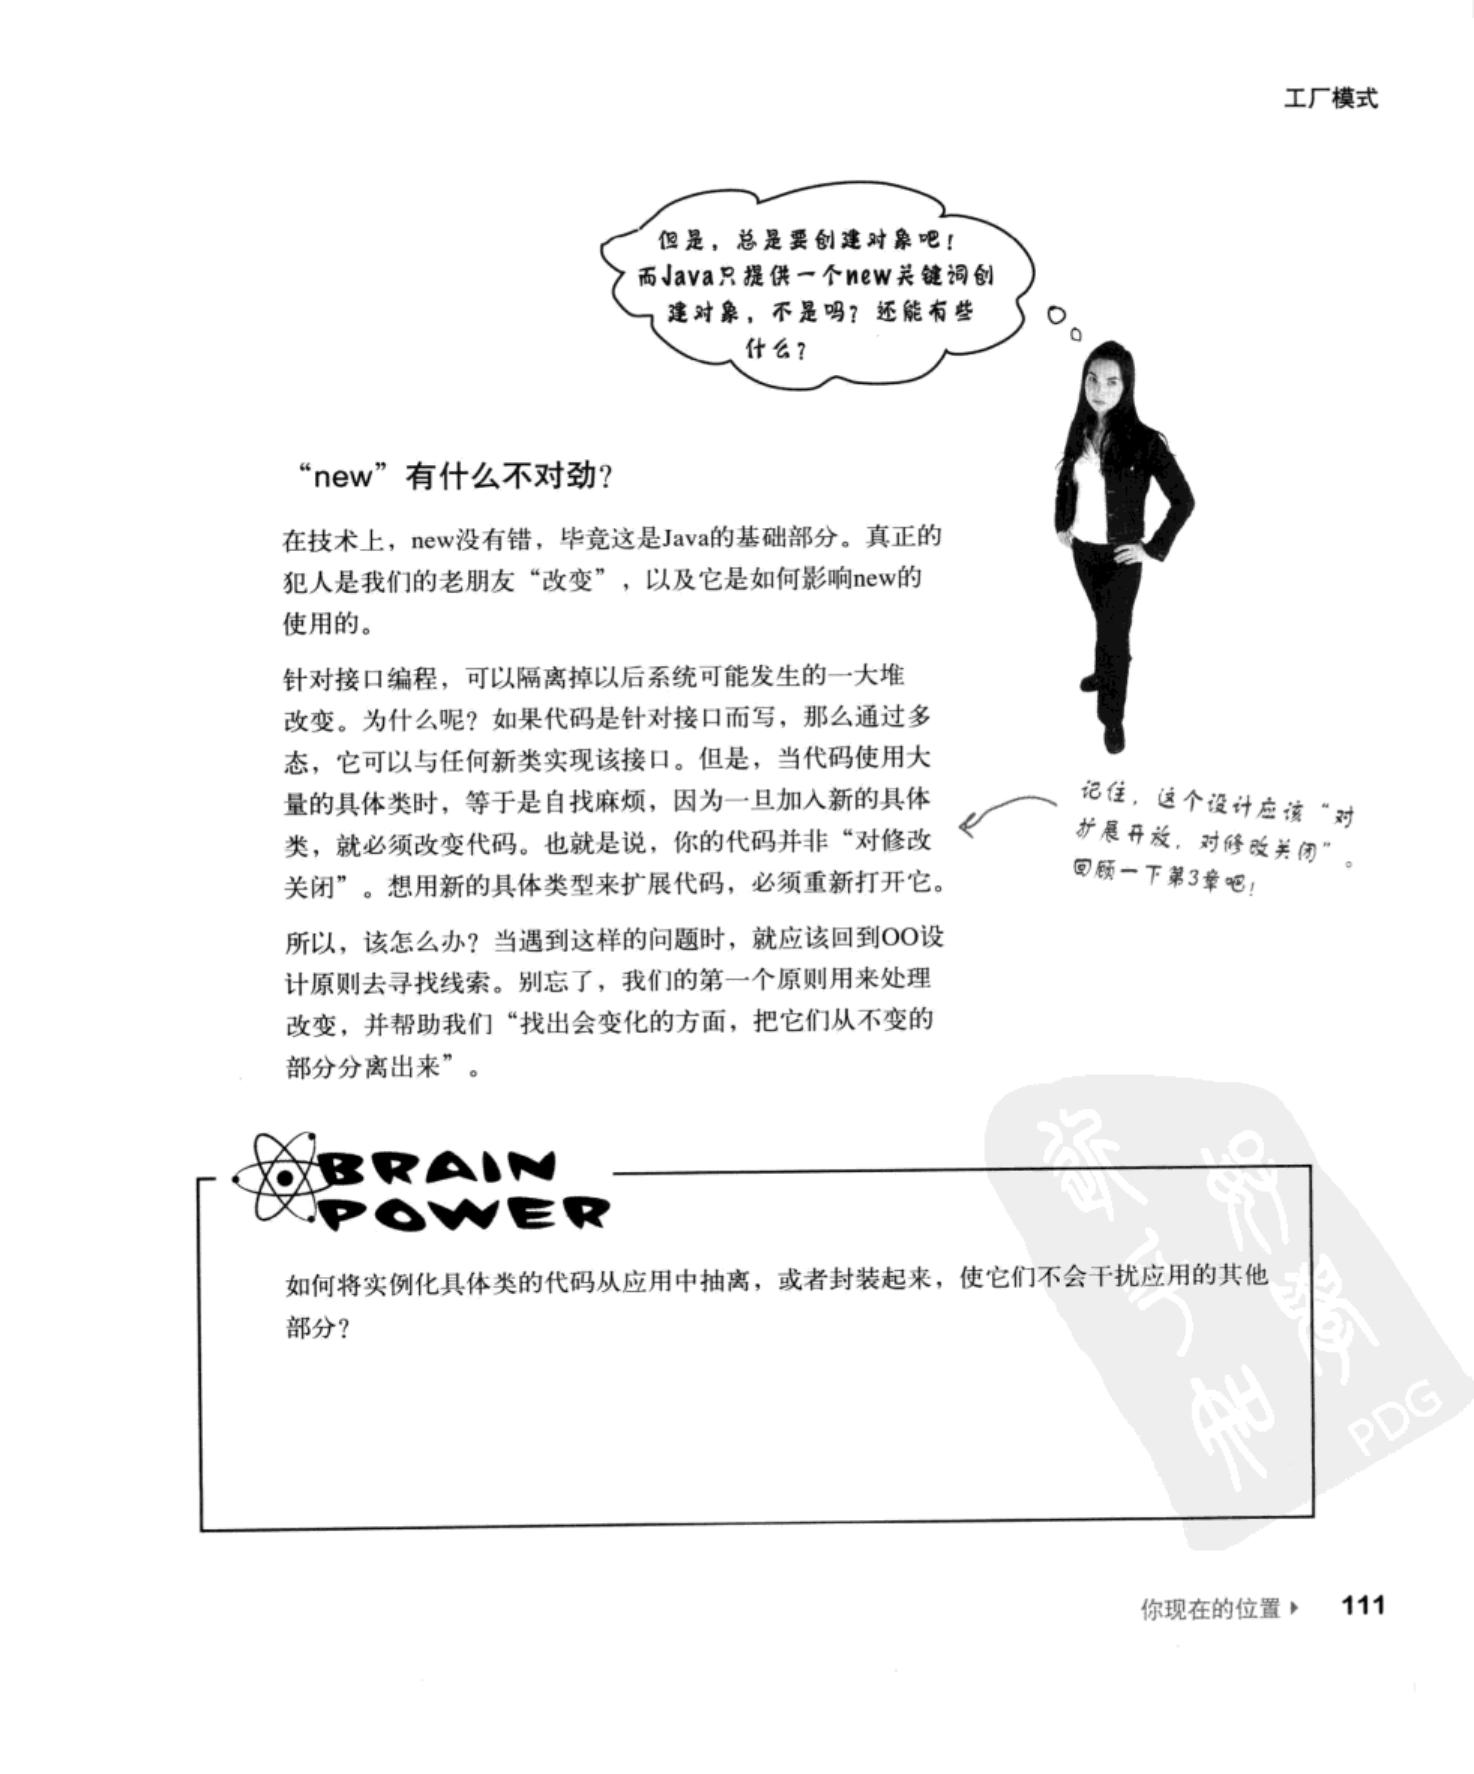 工厂模式
但是，总是要创建对象吧！
而Java只提供一个new关键词创
建对象，不是吗？还能有些
什么？
“new”有什么不对劲？
在技术上，new没有错，毕竟这是Java的基础部分。真正的
犯人是我们的老朋友“改变”，以及它是如何影响new的
使用的。
针对接口编程，可以隔离掉以后系统可能发生的一大堆
改变。为什么呢？如果代码是针对接口而写，那么通过多
态，它可以与任何新类实现该接口。但是，当代码使用大
量的具体类时，等于是自找麻烦，因为一旦加入新的具体
类，就必须改变代码。也就是说，你的代码并非“对修改
关闭”。想用新的具体类型来扩展代码，必须重新打开它。
记住，这个设计应该“对
扩展开放，对修改关闭”。
回顾一下第3章吧！
所以，该怎么办？当遇到这样的问题时，就应该回到OO设
计原则去寻找线索。别忘了，我们的第一个原则用来处理
改变，并帮助我们“找出会变化的方面，把它们从不变的
部分分离出来”。
BRAIN
POWER
如何将实例化具体类的代码从应用中抽离，或者封装起来，使它们不会干扰应用的其他
部分？
PDG
你现在的位置
111